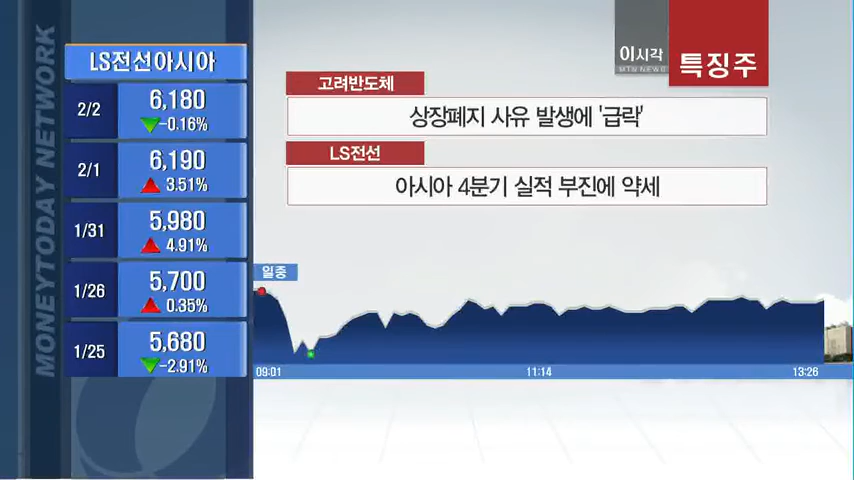 MONEYTODAY NETWORK
LS전선아시아
2/2 6,180
-0.16%
2/1 6,190
3.51%
1/31 5,980
4.91%
1/26 5,700
0.35%
1/25 5,680
-2.91%
이시각
MTN NEWS
특징주
고려반도체
상장폐지 사유 발생에 '급락'
LS전선
아시아 4분기 실적 부진에 약세
일중
09:01 11:14 13:26